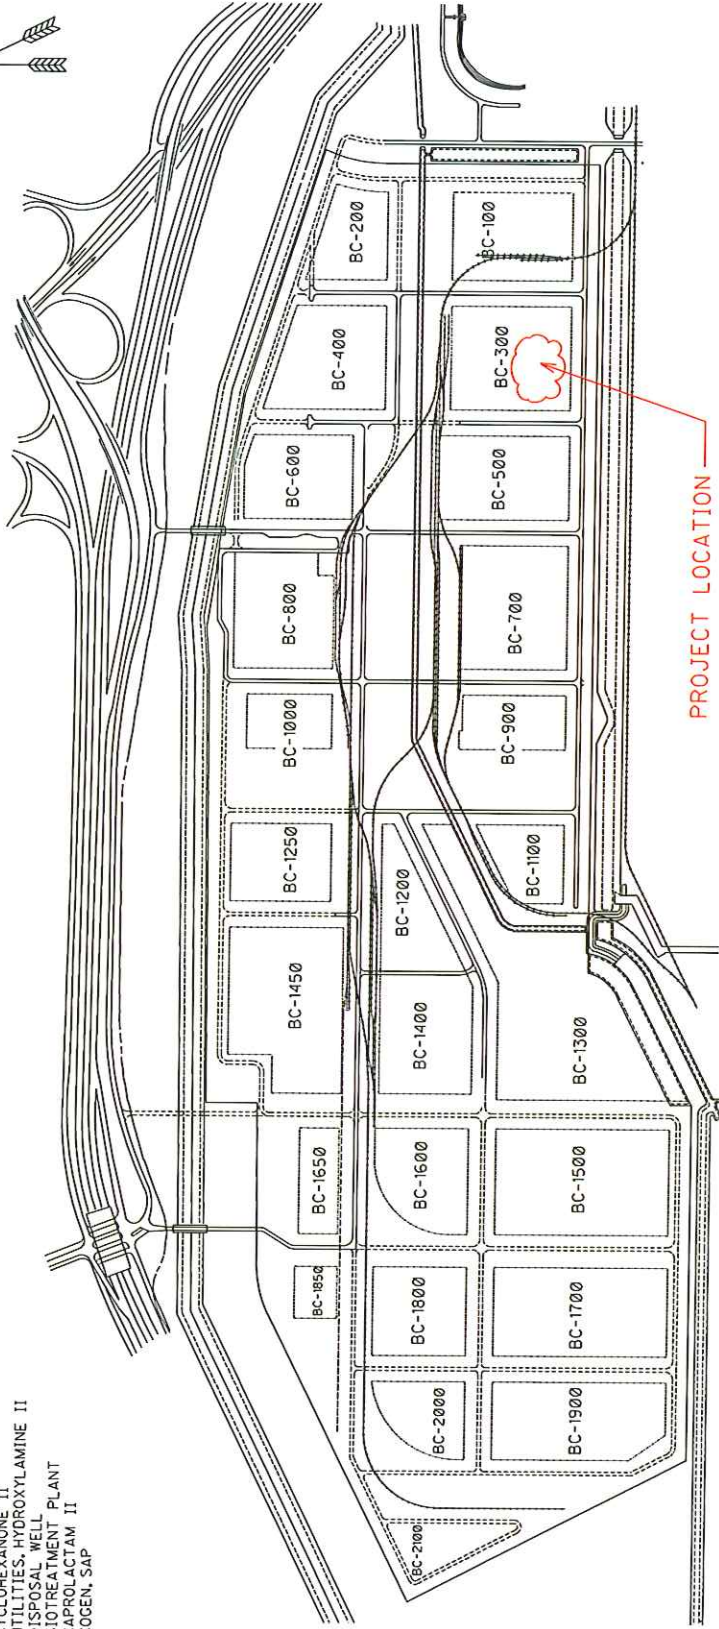 CYCLOHEXANONE II
UTILITIES, HYDROXYLAMINE II
DISPOSAL WELL
BIOTREATMENT PLANT
CAPROLACTAM II
COGEN, SAP
BC-2100
BC-2000
BC-1900
BC-1850
BC-1800
BC-1700
BC-1650
BC-1600
BC-1500
BC-1450
BC-1400
BC-1300
BC-1250
BC-1200
BC-1100
BC-1000
BC-900
BC-800
BC-700
BC-600
BC-500
BC-400
BC-300
BC-200
BC-100
PROJECT LOCATION